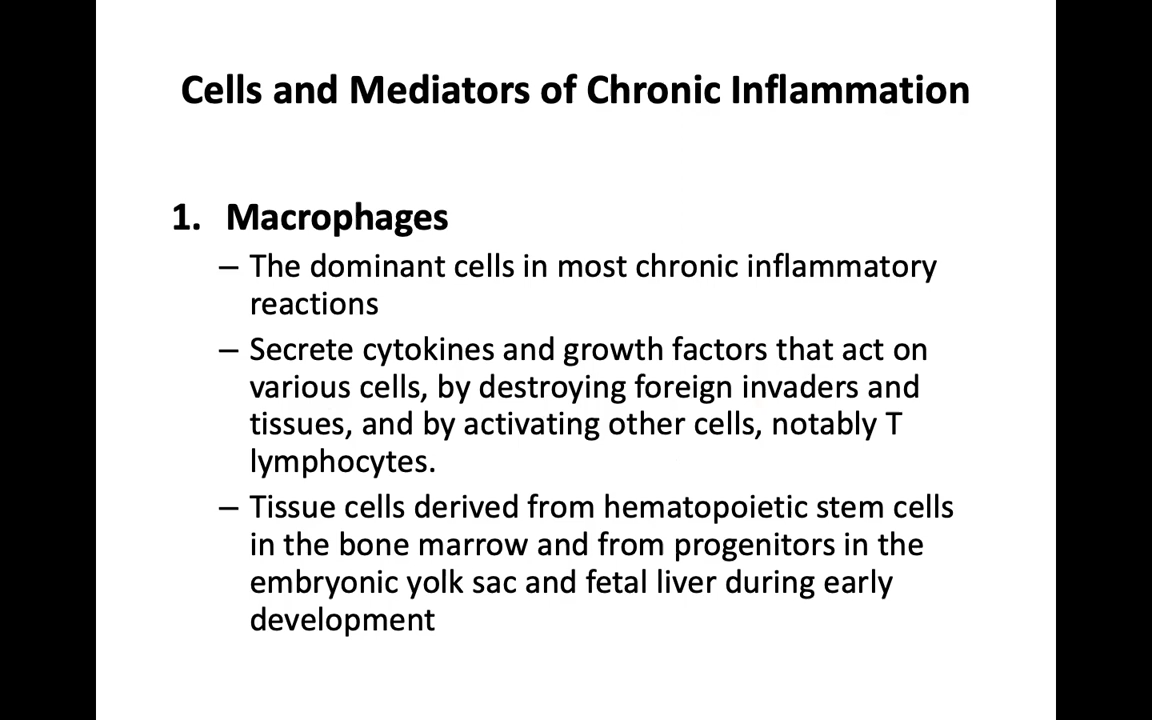 Cells and Mediators of Chronic Inflammation
1. Macrophages
– The dominant cells in most chronic inflammatory
reactions
– Secrete cytokines and growth factors that act on
various cells, by destroying foreign invaders and
tissues, and by activating other cells, notably T
lymphocytes.
– Tissue cells derived from hematopoietic stem cells
in the bone marrow and from progenitors in the
embryonic yolk sac and fetal liver during early
development